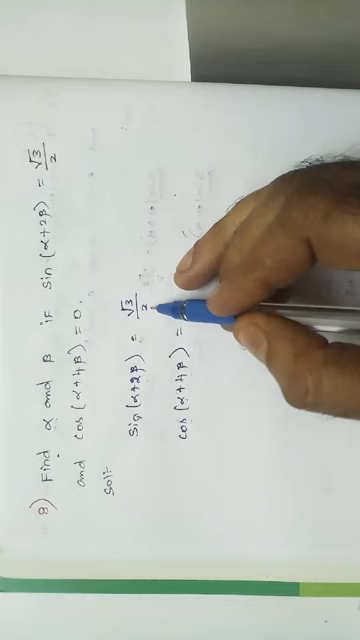 8) Find α and β if sin(α+2β) = √3/2
and cos(α+4β) = 0.
Sol:-
Sin(α+2β) = √3/2
cos(α+4β) =